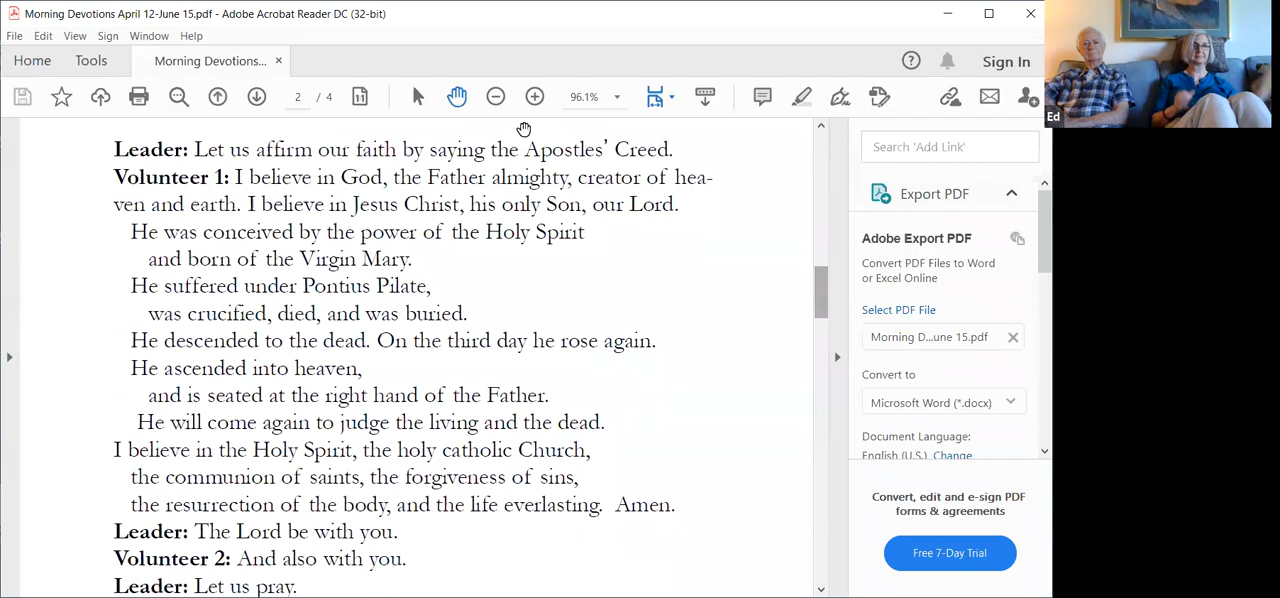 Morning Devotions April 12-June 15.pdf - Adobe Acrobat Reader DC (32-bit)
File Edit View Sign Window Help
Home Tools Morning Devotions... × Sign In
2 / 4 96.1%
Leader: Let us affirm our faith by saying the Apostles’ Creed.
Volunteer 1: I believe in God, the Father almighty, creator of hea-
ven and earth. I believe in Jesus Christ, his only Son, our Lord.
He was conceived by the power of the Holy Spirit
and born of the Virgin Mary.
He suffered under Pontius Pilate,
was crucified, died, and was buried.
He descended to the dead. On the third day he rose again.
He ascended into heaven,
and is seated at the right hand of the Father.
He will come again to judge the living and the dead.
I believe in the Holy Spirit, the holy catholic Church,
the communion of saints, the forgiveness of sins,
the resurrection of the body, and the life everlasting. Amen.
Leader: The Lord be with you.
Volunteer 2: And also with you.
Leader: Let us pray.
Search 'Add Link'
Export PDF
Adobe Export PDF
Convert PDF Files to Word
or Excel Online
Select PDF File
Morning D...une 15.pdf
Convert to
Microsoft Word (*.docx)
Document Language:
English (U.S.) Change
Convert, edit and e-sign PDF
forms & agreements
Free 7-Day Trial
Ed